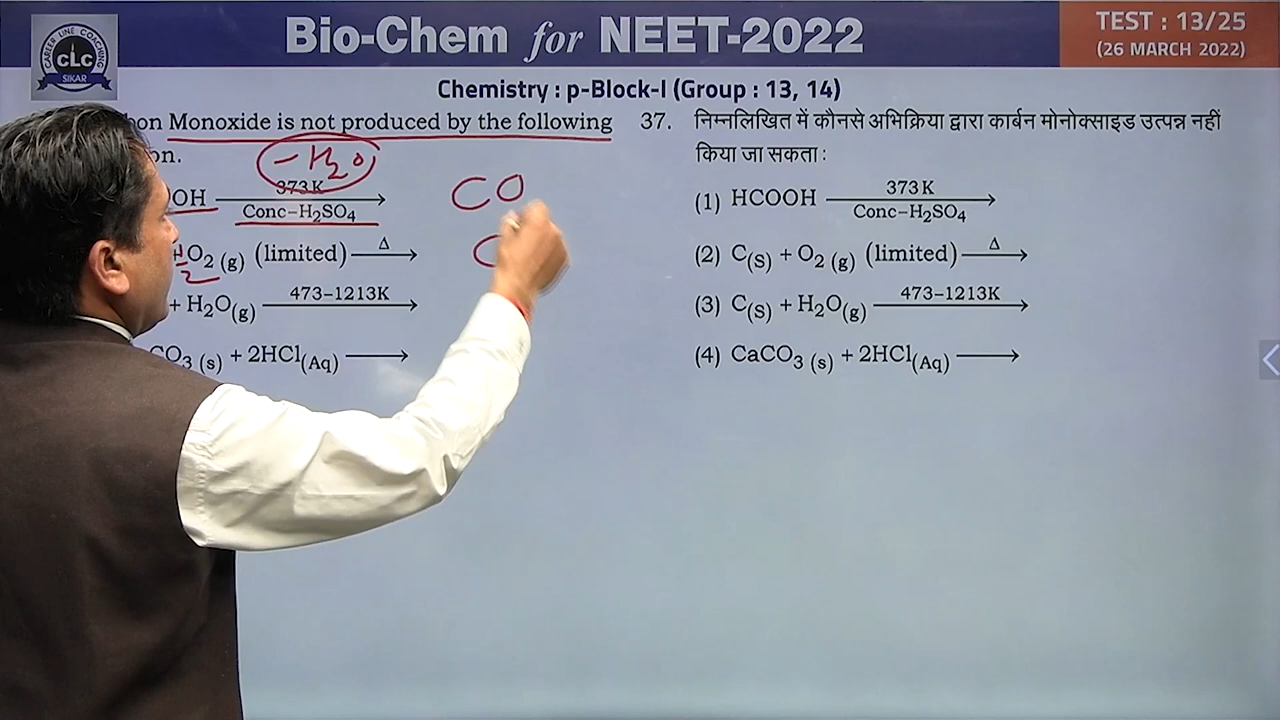 CAREER LINE COACHING
CLC
SIKAR
Bio-Chem for NEET-2022
TEST : 13/25
(26 MARCH 2022)
Chemistry : p-Block-I (Group : 13, 14)
bon Monoxide is not produced by the following
on.
– H2O
OH 373K Conc–H₂SO₄ ⟶ CO
O₂ (g) (limited) Δ ⟶ C
+ H₂O(g) 473–1213K ⟶
CO₃ (s) + 2HCl(Aq) ⟶
37. निम्नलिखित में कौनसे अभिक्रिया द्वारा कार्बन मोनोक्साइड उत्पन्न नहीं
किया जा सकता :
(1) HCOOH 373K Conc–H₂SO₄ ⟶
(2) C(S) + O₂ (g) (limited) Δ ⟶
(3) C(S) + H₂O(g) 473–1213K ⟶
(4) CaCO₃ (s) + 2HCl(Aq) ⟶